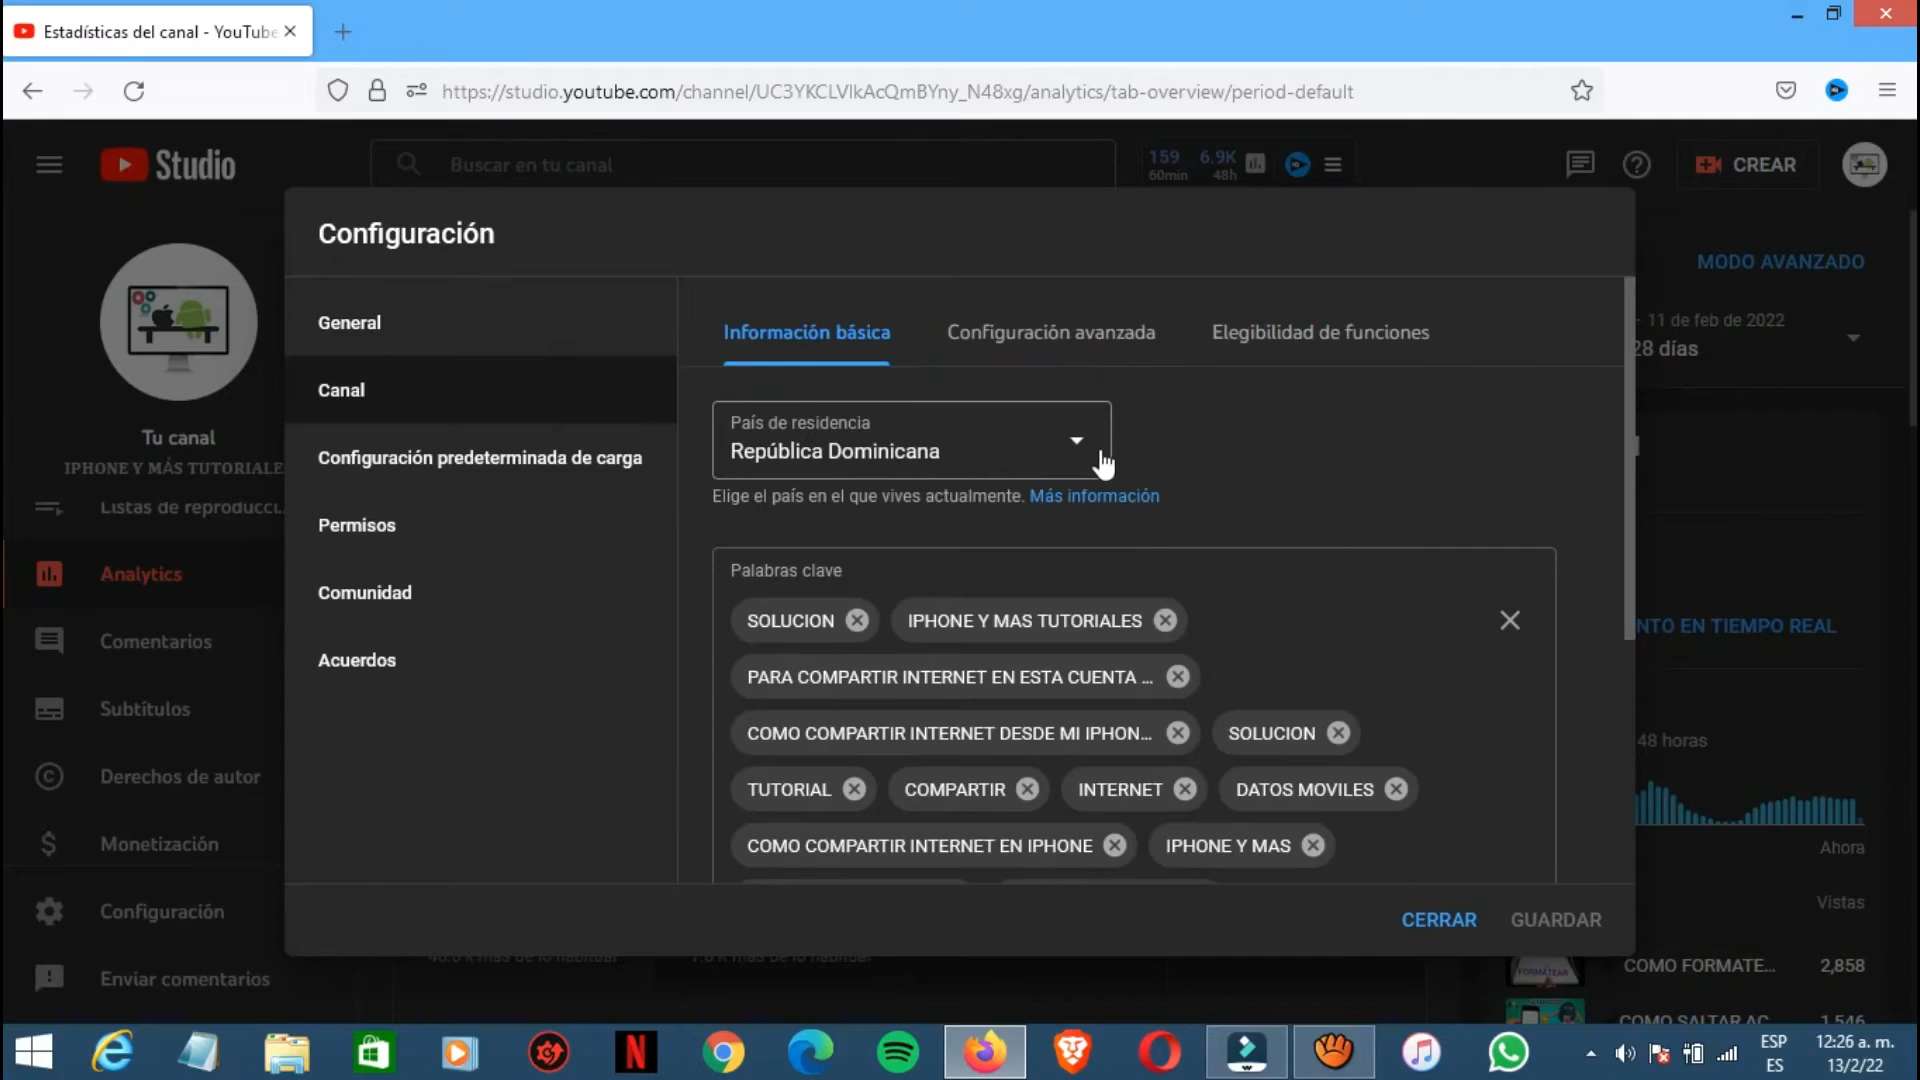 Estadísticas del canal - YouTube
https://studio.youtube.com/channel/UC3YKCLVIkAcQmBYny_N48xg/analytics/tab-overview/period-default
Studio
Buscar en tu canal
159 6.9K
60min 48h
CREAR
Configuración
MODO AVANZADO
General
Información básica Configuración avanzada Elegibilidad de funciones
- 11 de feb de 2022
28 días
Canal
País de residencia
República Dominicana
Tu canal
IPHONE Y MÁS TUTORIALE
Configuración predeterminada de carga
Elige el país en el que vives actualmente. Más información
Listas de reproducci...
Permisos
Analytics
Palabras clave
Comunidad
SOLUCION IPHONE Y MAS TUTORIALES
NTO EN TIEMPO REAL
Comentarios
Acuerdos
PARA COMPARTIR INTERNET EN ESTA CUENTA ...
Subtítulos
COMO COMPARTIR INTERNET DESDE MI IPHON... SOLUCION
48 horas
Derechos de autor
TUTORIAL COMPARTIR INTERNET DATOS MOVILES
Monetización
COMO COMPARTIR INTERNET EN IPHONE IPHONE Y MAS
Ahora
Vistas
Configuración
CERRAR GUARDAR
COMO FORMATE... 2,858
FORMATEAR
Enviar comentarios
COMO SALTAR AC 1,546
ESP
ES
12:26 a. m.
13/2/22